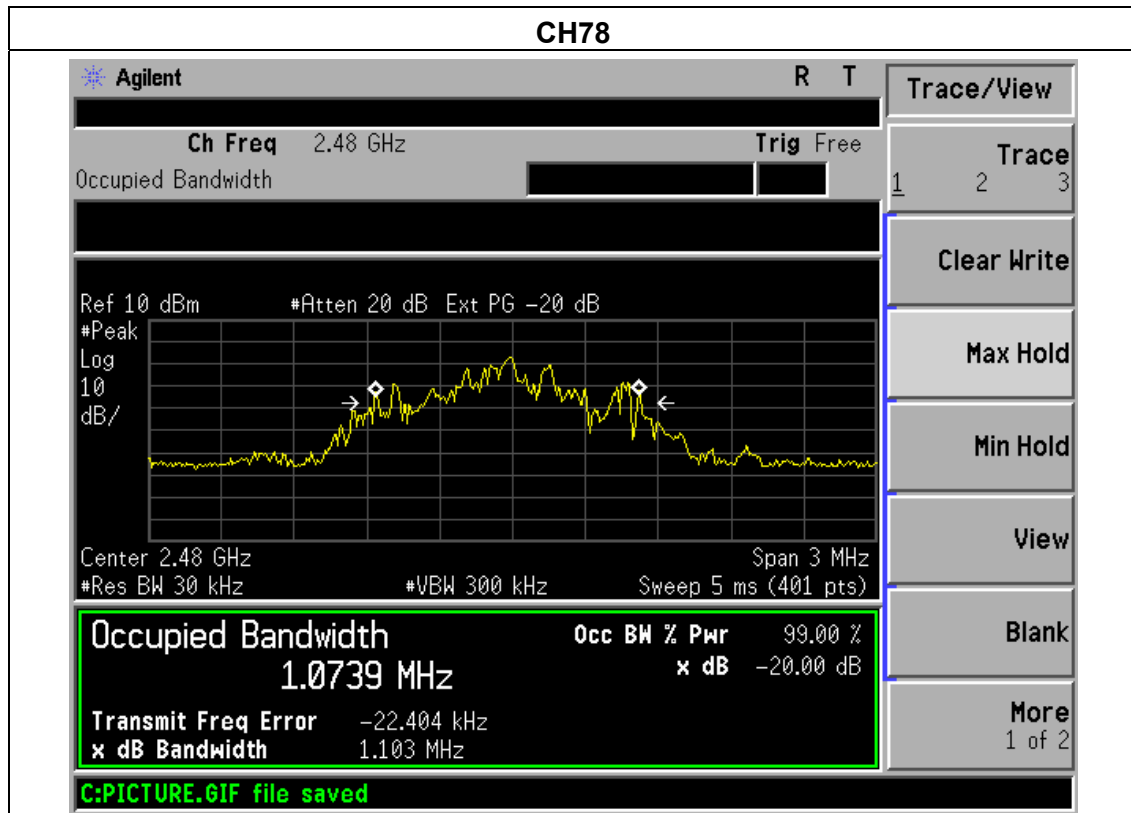 CH78
Agilent
R T
Trace/View
Ch Freq 2.48 GHz
Trig Free
Occupied Bandwidth
Trace
1 2 3
Clear Write
Ref 10 dBm #Atten 20 dB Ext PG −20 dB
#Peak
Log
10
dB/
Max Hold
Min Hold
View
Center 2.48 GHz
Span 3 MHz
#Res BW 30 kHz #VBW 300 kHz Sweep 5 ms (401 pts)
Occupied Bandwidth
1.0739 MHz
Occ BW % Pwr 99.00 %
x dB −20.00 dB
Blank
Transmit Freq Error −22.404 kHz
x dB Bandwidth 1.103 MHz
More
1 of 2
C:PICTURE.GIF file saved